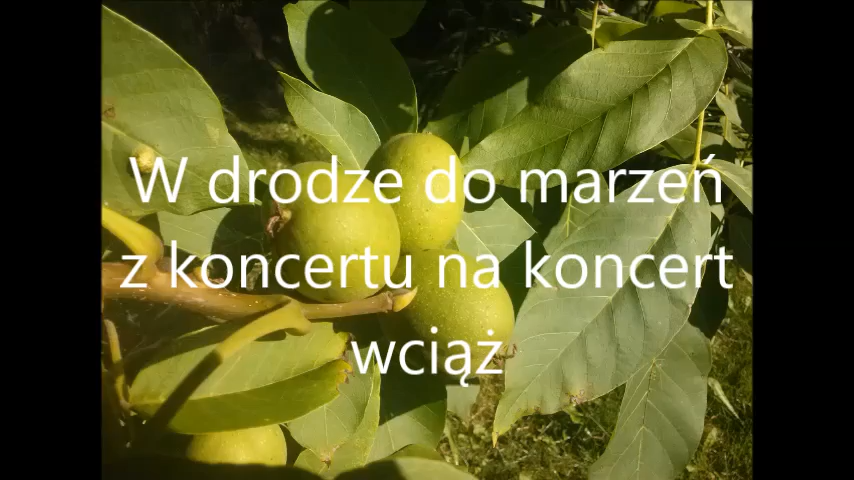 W drodze do marzeń
z koncertu na koncert
wciąż